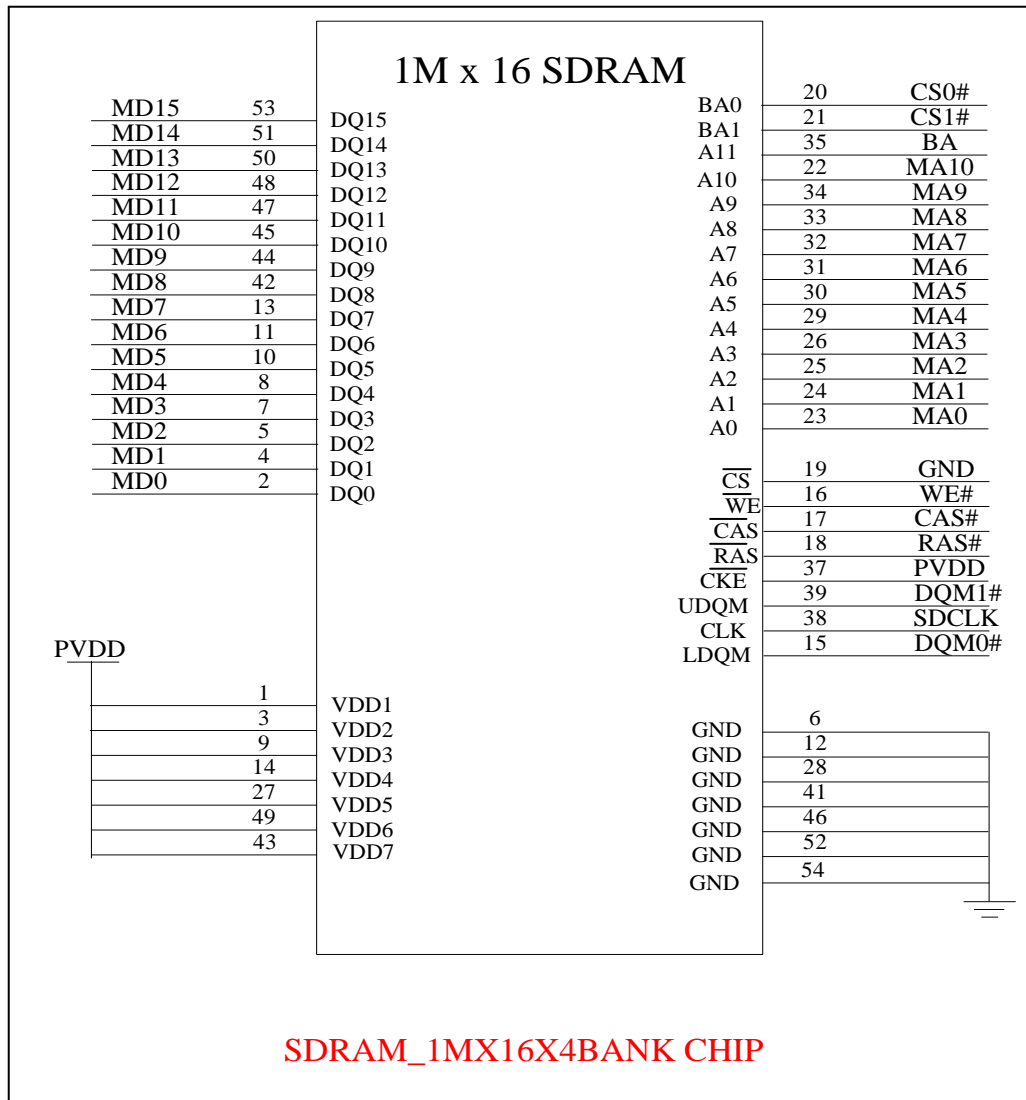 1M x 16 SDRAM
MD15 53 DQ15
MD14 51 DQ14
MD13 50 DQ13
MD12 48 DQ12
MD11 47 DQ11
MD10 45 DQ10
MD9 44 DQ9
MD8 42 DQ8
MD7 13 DQ7
MD6 11 DQ6
MD5 10 DQ5
MD4 8 DQ4
MD3 7 DQ3
MD2 5 DQ2
MD1 4 DQ1
MD0 2 DQ0
BA0 20 CS0#
BA1 21 CS1#
A11 35 BA
A10 22 MA10
A9 34 MA9
A8 33 MA8
A7 32 MA7
A6 31 MA6
A5 30 MA5
A4 29 MA4
A3 26 MA3
A2 25 MA2
A1 24 MA1
A0 23 MA0
CS 19 GND
WE 16 WE#
CAS 17 CAS#
RAS 18 RAS#
CKE 37 PVDD
UDQM 39 DQM1#
CLK 38 SDCLK
LDQM 15 DQM0#
PVDD
1 VDD1
3 VDD2
9 VDD3
14 VDD4
27 VDD5
49 VDD6
43 VDD7
GND 6
GND 12
GND 28
GND 41
GND 46
GND 52
GND 54
SDRAM_1MX16X4BANK CHIP